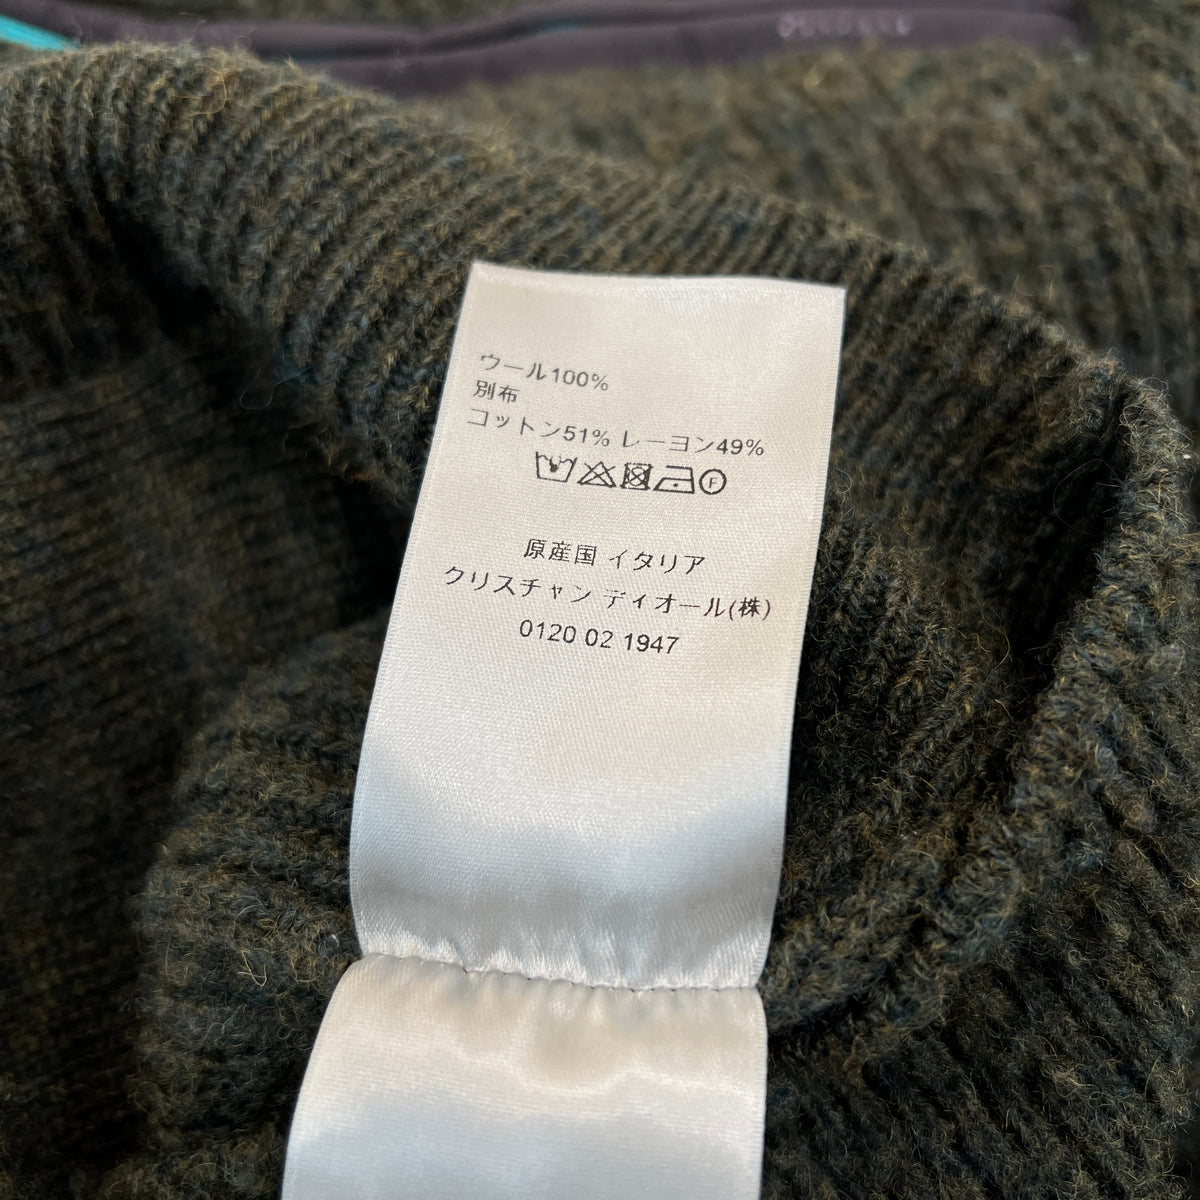 ウール100%
別布
コットン51% レーヨン49%
F
原産国 イタリア
クリスチャン ディオール(株)
0120 02 1947